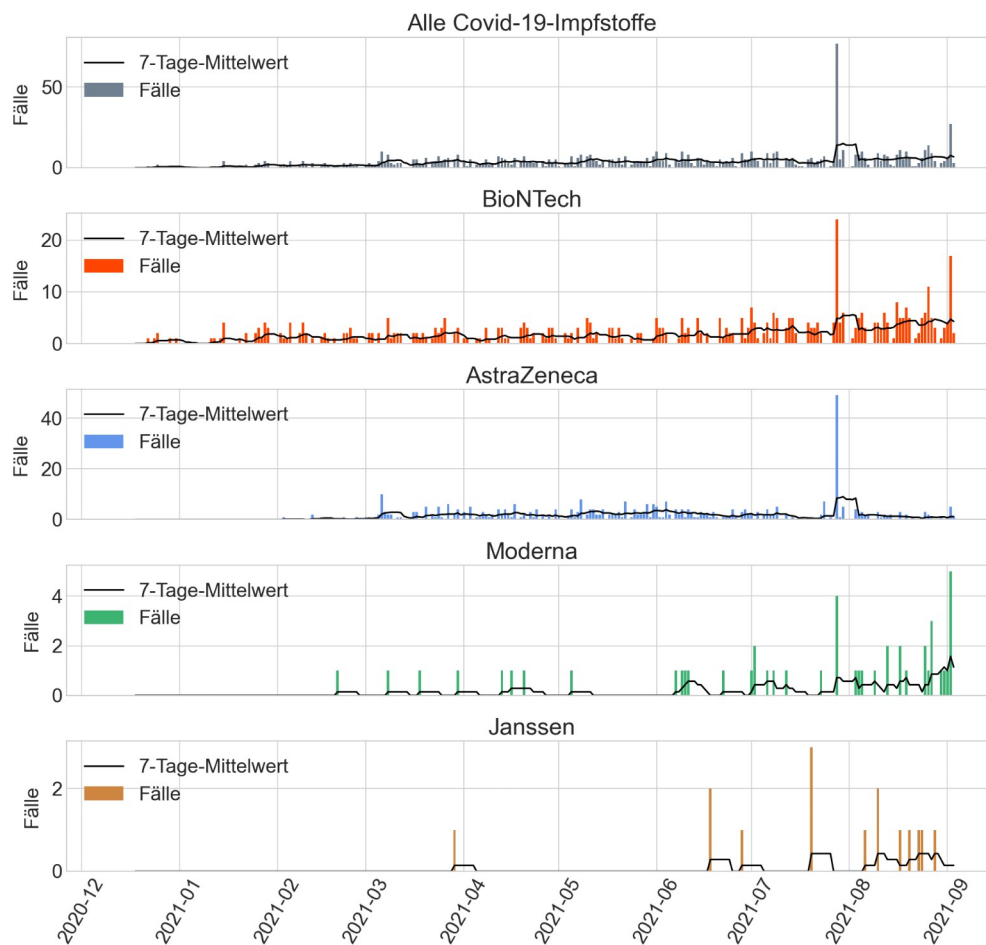 Alle Covid-19-Impfstoffe
7-Tage-Mittelwert
Fälle
Fälle
50
0
BioNTech
7-Tage-Mittelwert
Fälle
Fälle
20
10
0
AstraZeneca
7-Tage-Mittelwert
Fälle
Fälle
40
20
0
Moderna
7-Tage-Mittelwert
Fälle
Fälle
4
2
0
Janssen
7-Tage-Mittelwert
Fälle
Fälle
2
0
2020-12
2021-01
2021-02
2021-03
2021-04
2021-05
2021-06
2021-07
2021-08
2021-09